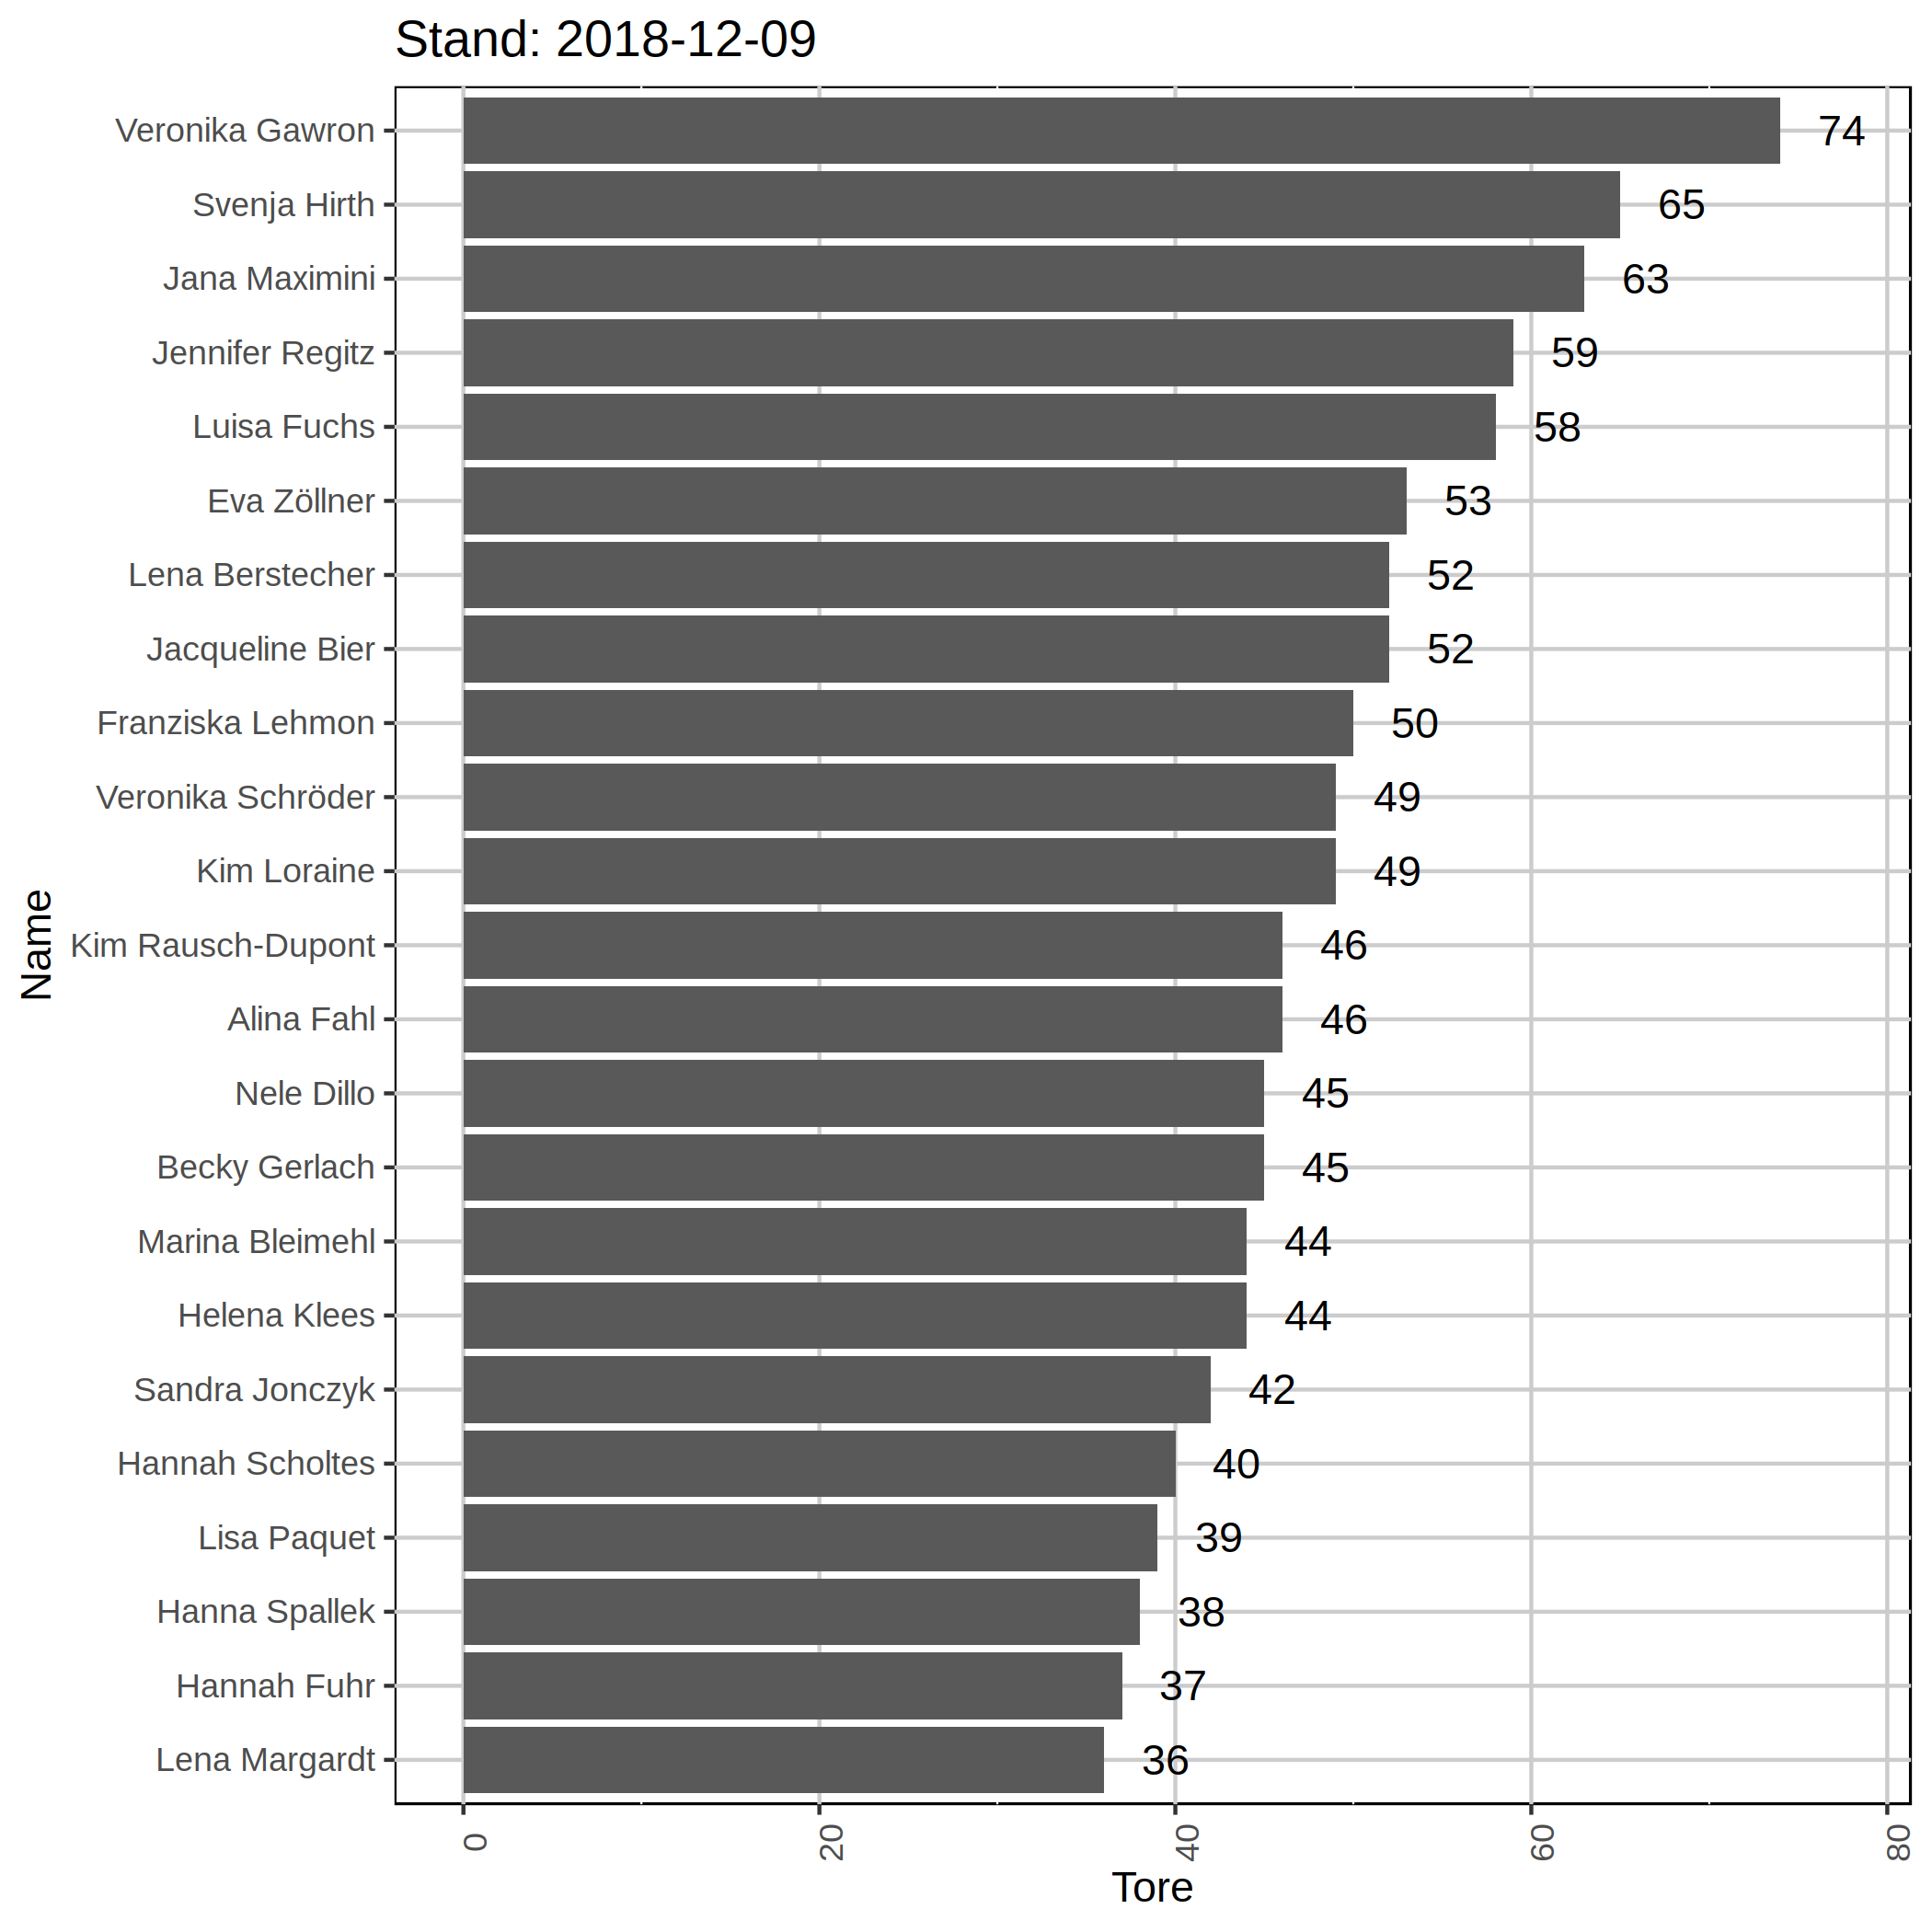 Stand: 2018-12-09
Veronika Gawron 74
Svenja Hirth 65
Jana Maximini 63
Jennifer Regitz 59
Luisa Fuchs 58
Eva Zöllner 53
Lena Berstecher 52
Jacqueline Bier 52
Franziska Lehmon 50
Veronika Schröder 49
Kim Loraine 49
Kim Rausch-Dupont 46
Alina Fahl 46
Nele Dillo 45
Becky Gerlach 45
Marina Bleimehl 44
Helena Klees 44
Sandra Jonczyk 42
Hannah Scholtes 40
Lisa Paquet 39
Hanna Spallek 38
Hannah Fuhr 37
Lena Margardt 36
Name
0 20 40 60 80
Tore